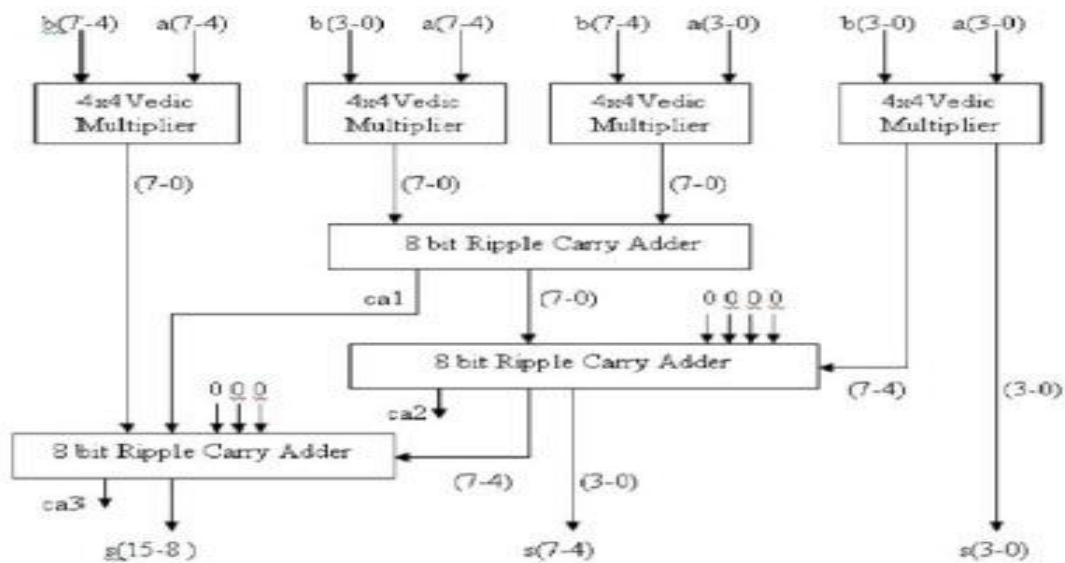 b(7-4) a(7-4) b(3-0) a(7-4) b(7-4) a(3-0) b(3-0) a(3-0)
4x4 Vedic Multiplier
4x4 Vedic Multiplier
4x4 Vedic Multiplier
4x4 Vedic Multiplier
(7-0) (7-0) (7-0)
8 bit Ripple Carry Adder
ca1 (7-0) 0 0 0 0
8 bit Ripple Carry Adder
0 0 0 ca2 (7-4) (3-0)
8 bit Ripple Carry Adder
ca3 (7-4) (3-0)
s(15-8) s(7-4) s(3-0)